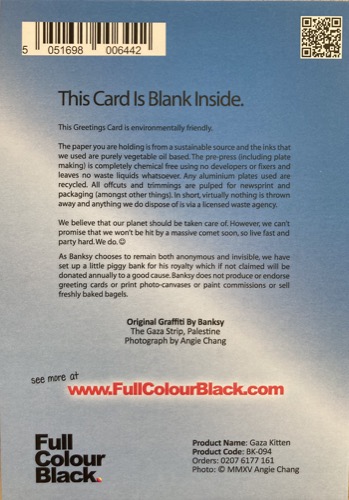 5 051698 006442
This Card Is Blank Inside.
This Greetings Card is environmentally friendly.
The paper you are holding is from a sustainable source and the inks that
we used are purely vegetable oil based. The pre-press (including plate
making) is completely chemical free using no developers or fixers and
leaves no waste liquids whatsoever. Any aluminium plates used are
recycled. All offcuts and trimmings are pulped for newsprint and
packaging (amongst other things). In short, virtually nothing is thrown
away and anything we do dispose of is via a licensed waste agency.
We believe that our planet should be taken care of. However, we can't
promise that we won't be hit by a massive comet soon, so live fast and
party hard. We do.☺
As Banksy chooses to remain both anonymous and invisible, we have
set up a little piggy bank for his royalty which if not claimed will be
donated annually to a good cause. Banksy does not produce or endorse
greeting cards or print photo-canvases or paint commissions or sell
freshly baked bagels.
Original Graffiti By Banksy
The Gaza Strip, Palestine
Photograph by Angie Chang
see more at
www.FullColourBlack.com
Full
Colour
Black.
Product Name: Gaza Kitten
Product Code: BK-094
Orders: 0207 6177 161
Photo: © MMXV Angie Chang